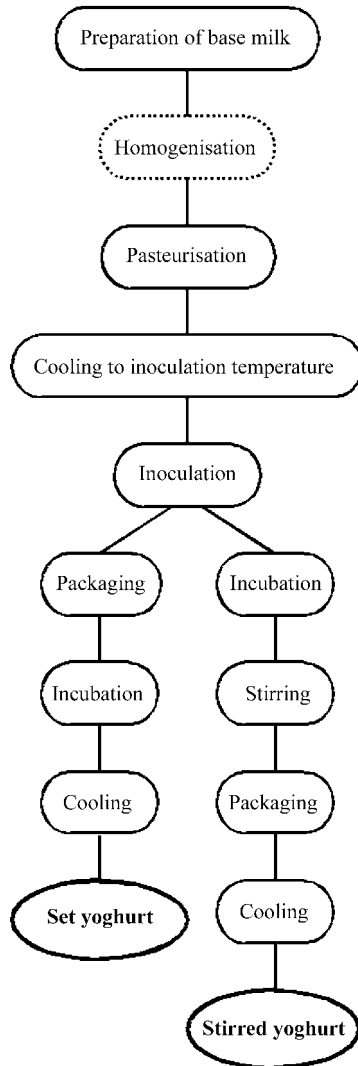 Preparation of base milk
Homogenisation
Pasteurisation
Cooling to inoculation temperature
Inoculation
Packaging
Incubation
Cooling
Set yoghurt
Incubation
Stirring
Packaging
Cooling
Stirred yoghurt